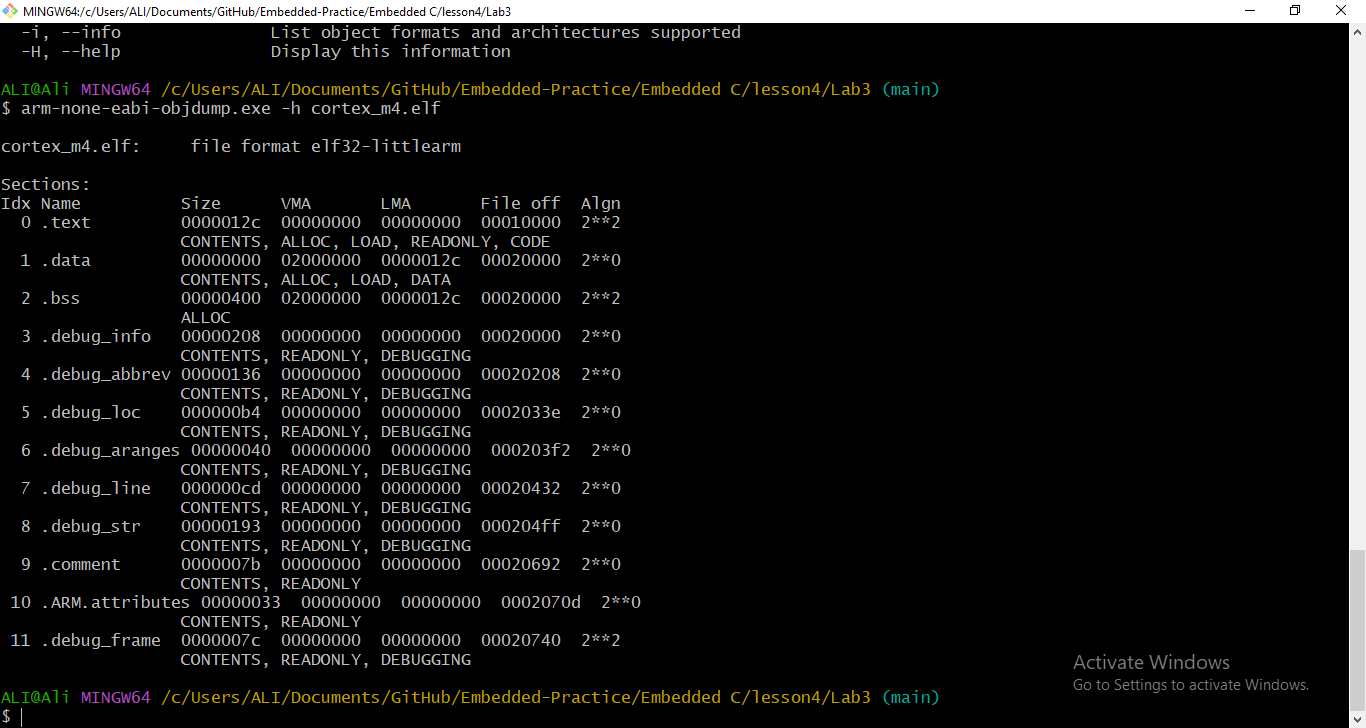 MINGW64:/c/Users/ALI/Documents/GitHub/Embedded-Practice/Embedded C/lesson4/Lab3
  -i, --info               List object formats and architectures supported
  -H, --help               Display this information

ALI@Ali MINGW64 /c/Users/ALI/Documents/GitHub/Embedded-Practice/Embedded C/lesson4/Lab3 (main)
$ arm-none-eabi-objdump.exe -h cortex_m4.elf

cortex_m4.elf:     file format elf32-littlearm

Sections:
Idx Name          Size      VMA       LMA       File off  Algn
  0 .text         0000012c  00000000  00000000  00010000  2**2
                  CONTENTS, ALLOC, LOAD, READONLY, CODE
  1 .data         00000000  02000000  0000012c  00020000  2**0
                  CONTENTS, ALLOC, LOAD, DATA
  2 .bss          00000400  02000000  0000012c  00020000  2**2
                  ALLOC
  3 .debug_info   00000208  00000000  00000000  00020000  2**0
                  CONTENTS, READONLY, DEBUGGING
  4 .debug_abbrev 00000136  00000000  00000000  00020208  2**0
                  CONTENTS, READONLY, DEBUGGING
  5 .debug_loc    000000b4  00000000  00000000  0002033e  2**0
                  CONTENTS, READONLY, DEBUGGING
  6 .debug_aranges 00000040  00000000  00000000  000203f2  2**0
                  CONTENTS, READONLY, DEBUGGING
  7 .debug_line   000000cd  00000000  00000000  00020432  2**0
                  CONTENTS, READONLY, DEBUGGING
  8 .debug_str    00000193  00000000  00000000  000204ff  2**0
                  CONTENTS, READONLY, DEBUGGING
  9 .comment      0000007b  00000000  00000000  00020692  2**0
                  CONTENTS, READONLY
 10 .ARM.attributes 00000033  00000000  00000000  0002070d  2**0
                  CONTENTS, READONLY
 11 .debug_frame  0000007c  00000000  00000000  00020740  2**2
                  CONTENTS, READONLY, DEBUGGING

ALI@Ali MINGW64 /c/Users/ALI/Documents/GitHub/Embedded-Practice/Embedded C/lesson4/Lab3 (main)
$
Activate Windows
Go to Settings to activate Windows.